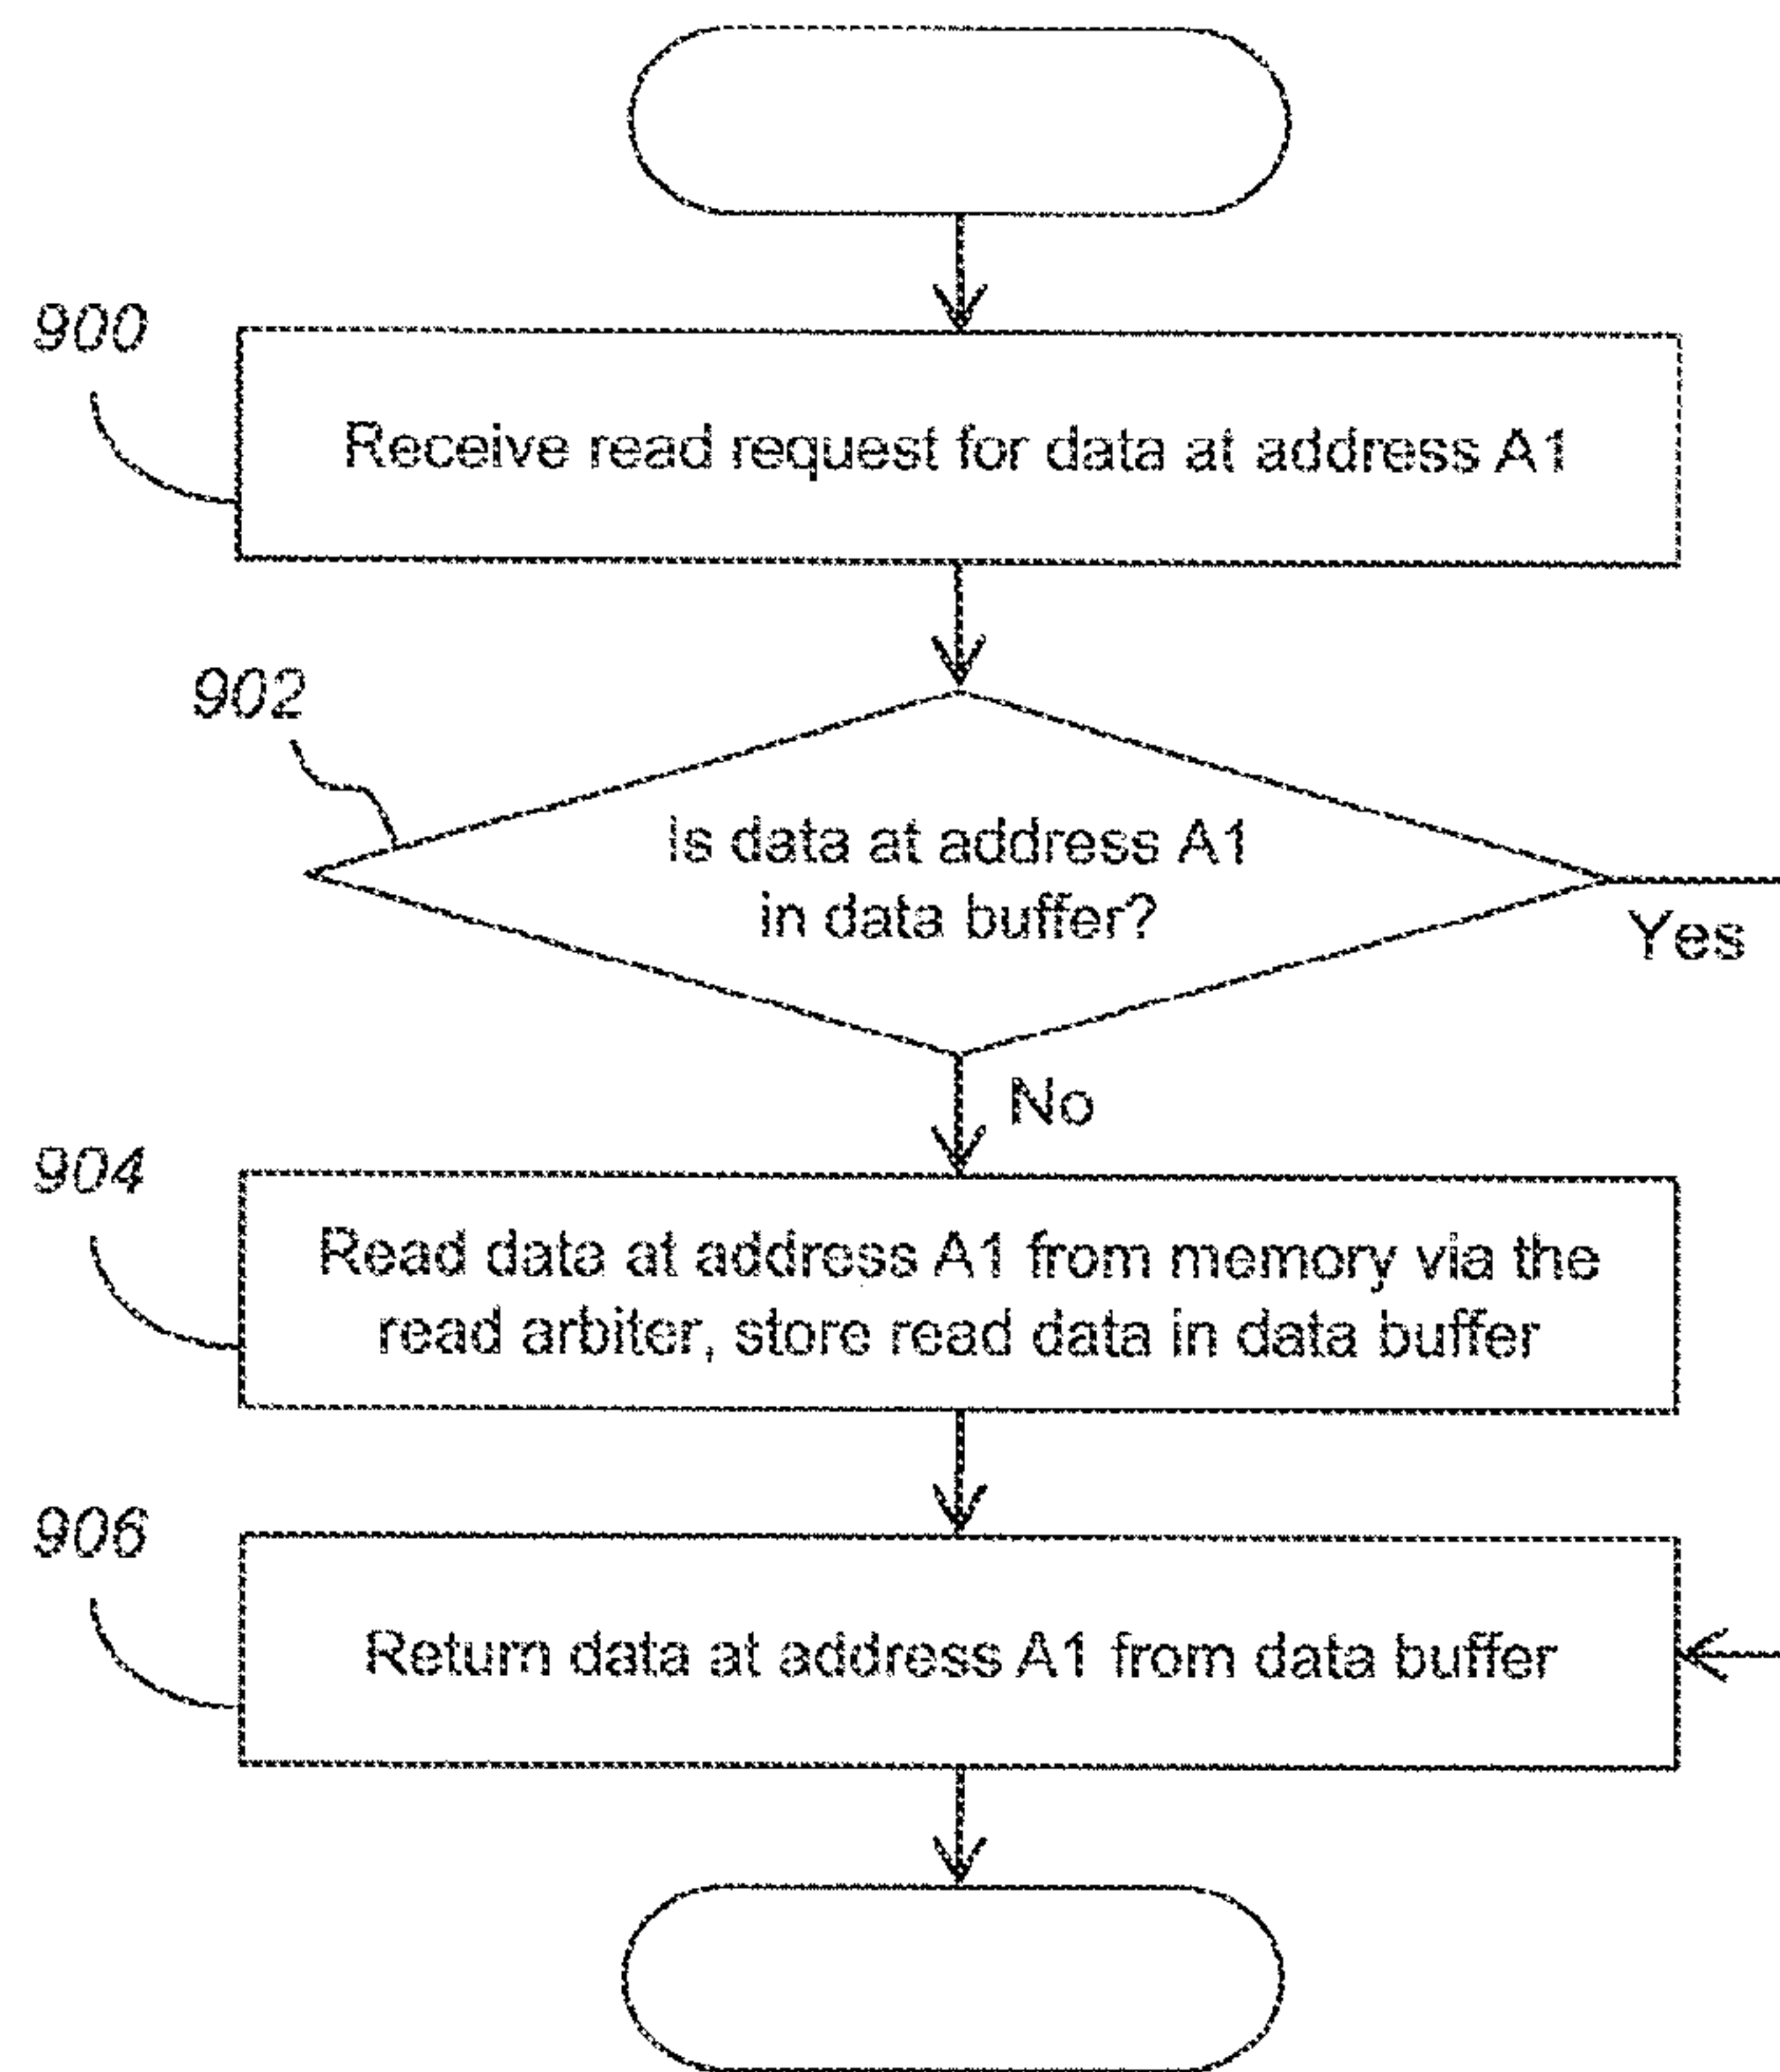 900
Receive read request for data at address A1
902
Is data at address A1
in data buffer?
Yes
No
904
Read data at address A1 from memory via the
read arbiter, store read data in data buffer
906
Return data at address A1 from data buffer